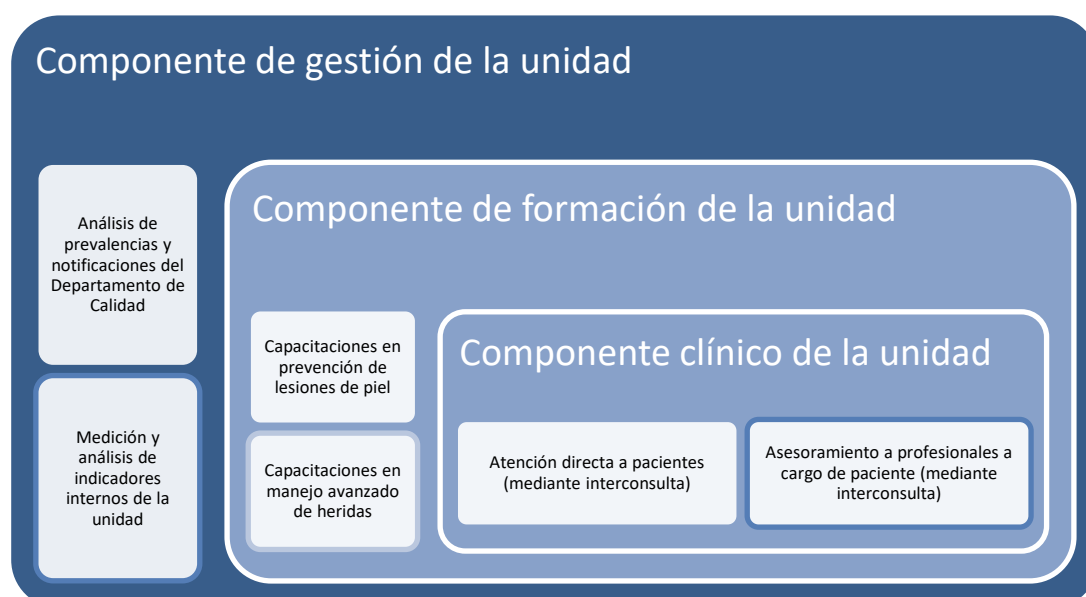 Componente de gestión de la unidad
Análisis de
prevalencias y
notificaciones del
Departamento de
Calidad
Medición y
análisis de
indicadores
internos de la
unidad
Componente de formación de la unidad
Capacitaciones en
prevención de
lesiones de piel
Capacitaciones en
manejo avanzado
de heridas
Componente clínico de la unidad
Atención directa a pacientes
(mediante interconsulta)
Asesoramiento a profesionales a
cargo de paciente (mediante
interconsulta)